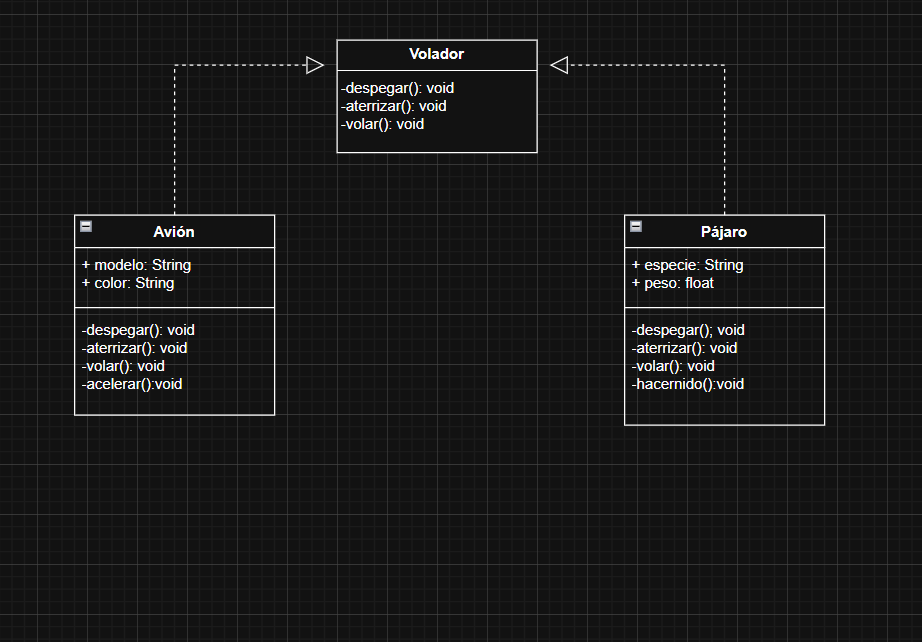 Volador
-despegar(): void
-aterrizar(): void
-volar(): void
Avión
+ modelo: String
+ color: String
-despegar(): void
-aterrizar(): void
-volar(): void
-acelerar():void
Pájaro
+ especie: String
+ peso: float
-despegar(); void
-aterrizar(): void
-volar(): void
-hacernido():void